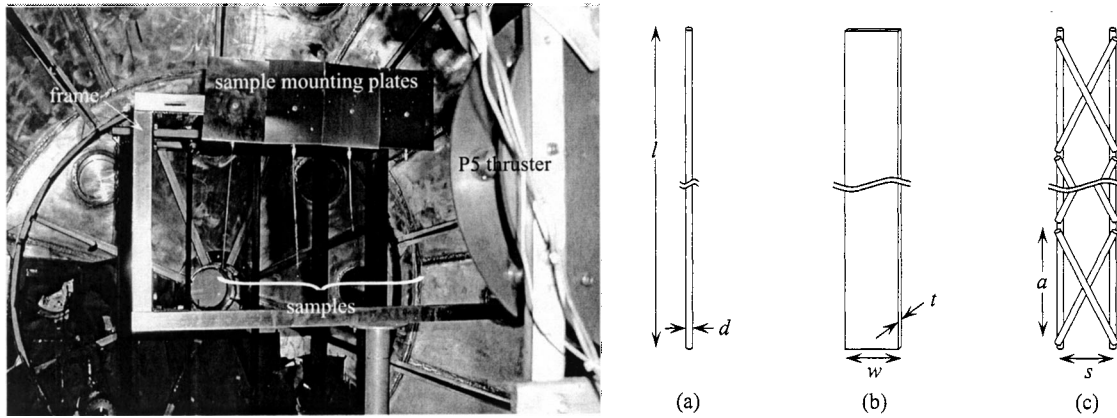 sample mounting plates
frame
P5 thruster
samples
l
d
(a)
t
w
(b)
a
s
(c)